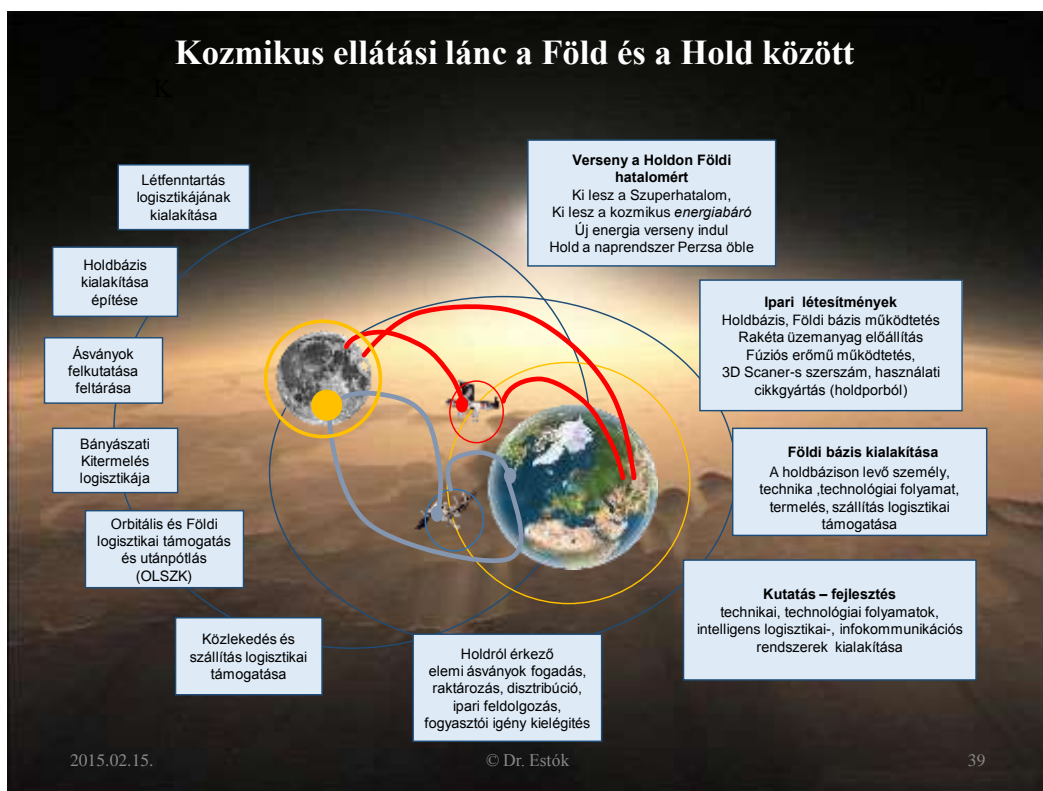 Kozmikus ellátási lánc a Föld és a Hold között
K
Létfenntartás
logisztikájának
kialakítása
Holdbázis
kialakítása
építése
Ásványok
felkutatása
feltárása
Bányászati
Kitermelés
logisztikája
Orbitális és Földi
logisztikai támogatás
és utánpótlás
(OLSZK)
Közlekedés és
szállítás logisztikai
támogatása
Holdról érkező
elemi ásványok fogadás,
raktározás, disztribúció,
ipari feldolgozás,
fogyasztói igény kielégités
Verseny a Holdon Földi
hatalomért
Ki lesz a Szuperhatalom,
Ki lesz a kozmikus energiabáró
Új energia verseny indul
Hold a naprendszer Perzsa öble
Ipari létesítmények
Holdbázis, Földi bázis működtetés
Rakéta üzemanyag előállítás
Fúziós erőmű működtetés,
3D Scaner-s szerszám, használati
cikkgyártás (holdporból)
Földi bázis kialakítása
A holdbázison levő személy,
technika ,technológiai folyamat,
termelés, szállítás logisztikai
támogatása
Kutatás – fejlesztés
technikai, technológiai folyamatok,
intelligens logisztikai-, infokommunikációs
rendszerek kialakítása
2015.02.15.
© Dr. Estók
39